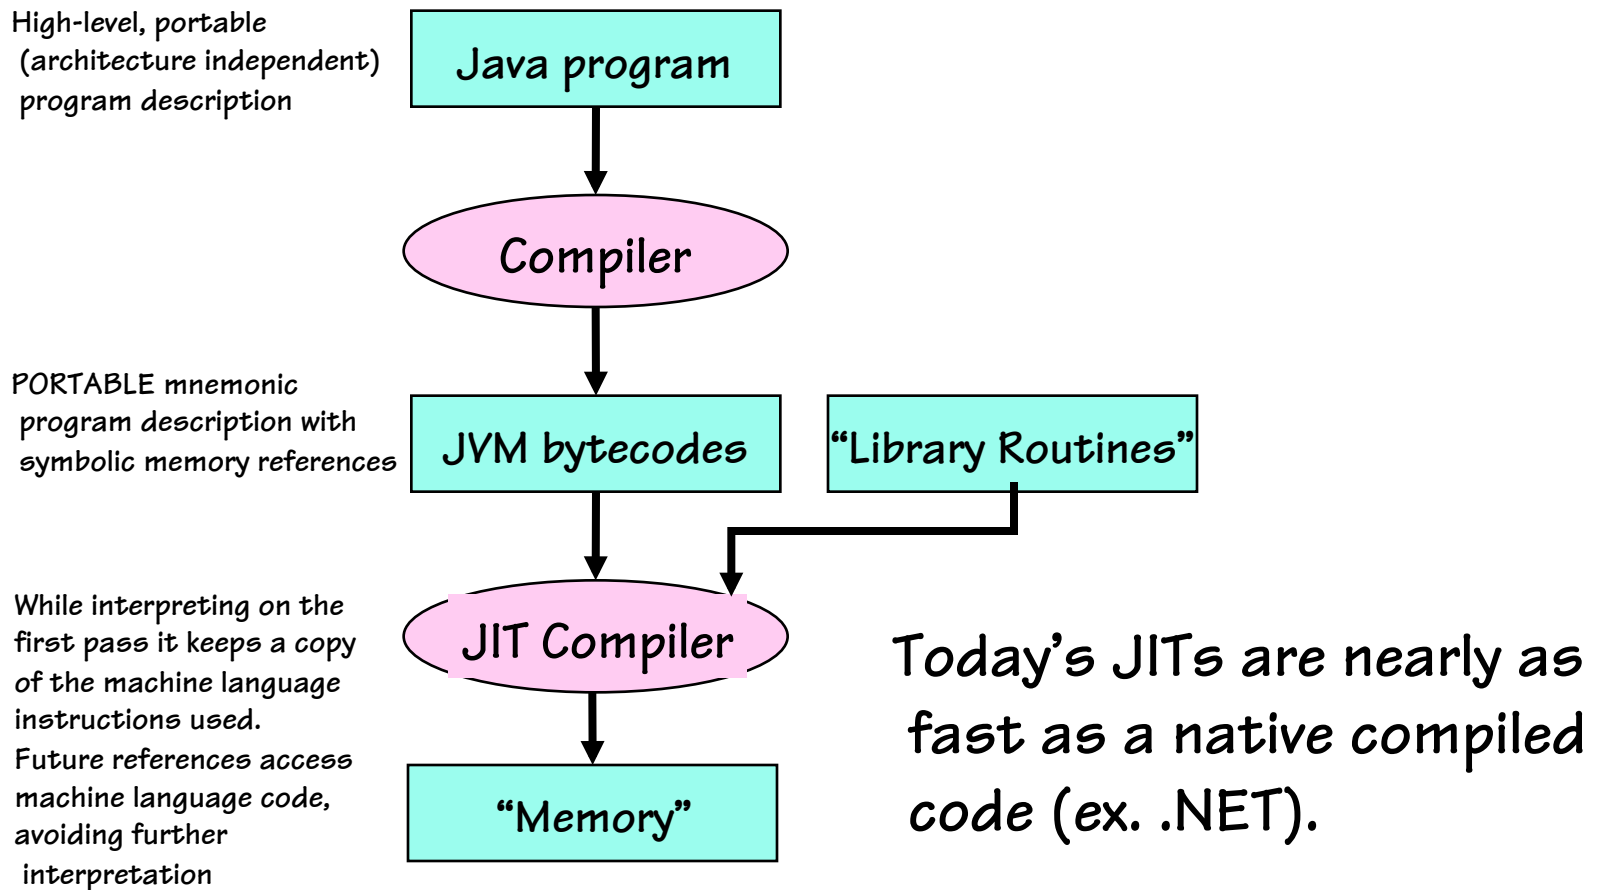 High-level, portable
(architecture independent)
program description
Java program
Compiler
PORTABLE mnemonic
program description with
symbolic memory references
JVM bytecodes
“Library Routines”
While interpreting on the
first pass it keeps a copy
of the machine language
instructions used.
Future references access
machine language code,
avoiding further
interpretation
JIT Compiler
“Memory”
Today’s JITs are nearly as
fast as a native compiled
code (ex. .NET).